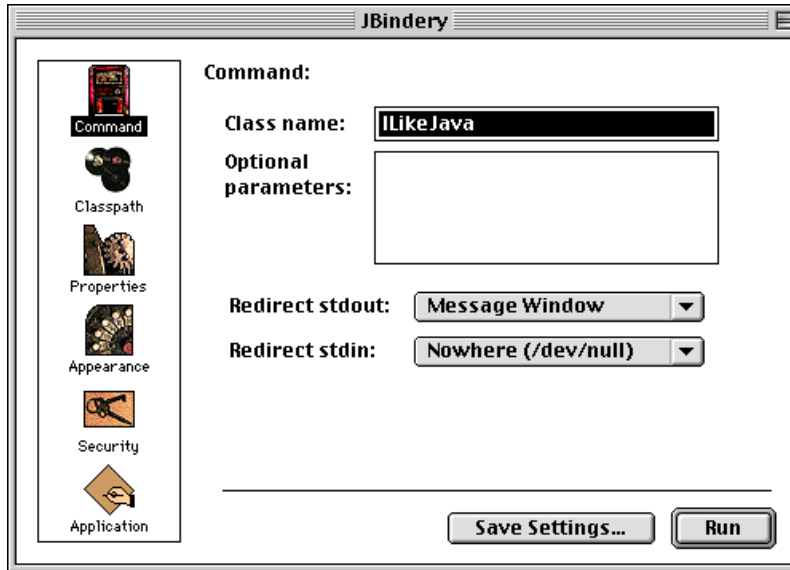 JBindery
Command
Classpath
Properties
Appearance
Security
Application
Command:
Class name:
ILikeJava
Optional
parameters:
Redirect stdout:
Message Window
Redirect stdin:
Nowhere (/dev/null)
Save Settings...
Run